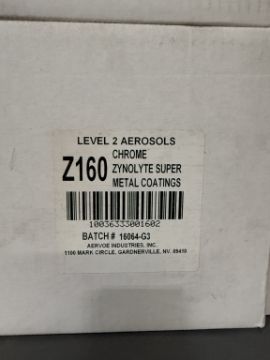 LEVEL 2 AEROSOLS
Z160 CHROME
ZYNOLYTE SUPER
METAL COATINGS
10036333001602
BATCH # 16064-G3
AERVOE INDUSTRIES, INC.
1100 MARK CIRCLE, GARDNERVILLE, NV. 89410